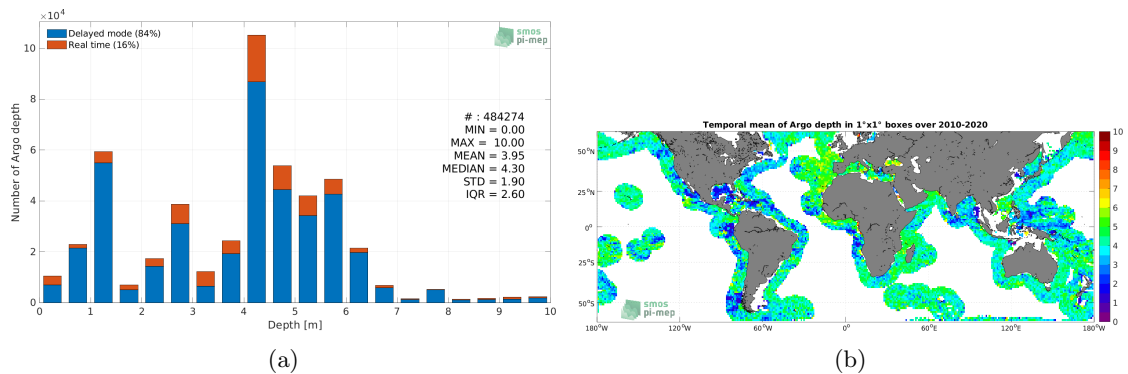 ×10⁴
Delayed mode (84%)
Real time (16%)
smos
pi-mep
10
8
6
4
2
0
Number of Argo depth
# : 484274
MIN = 0.00
MAX = 10.00
MEAN = 3.95
MEDIAN = 4.30
STD = 1.90
IQR = 2.60
0 1 2 3 4 5 6 7 8 9 10
Depth [m]
(a)
Temporal mean of Argo depth in 1°x1° boxes over 2010-2020
50°N
25°N
0°
25°S
50°S
smos
pi-mep
180°W 120°W 60°W 0° 60°E 120°E 180°W
10
9
8
7
6
5
4
3
2
1
0
(b)